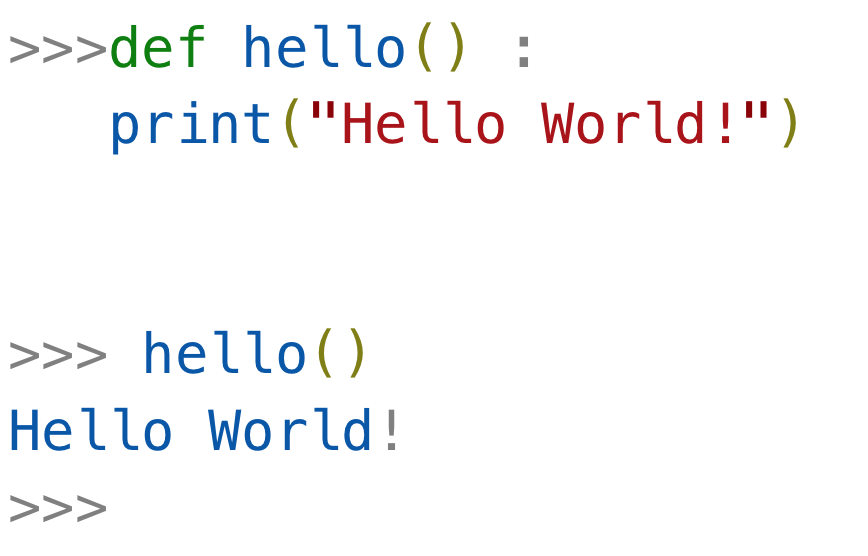 >>>def hello() :
   print("Hello World!")
>>> hello()
Hello World!
>>>